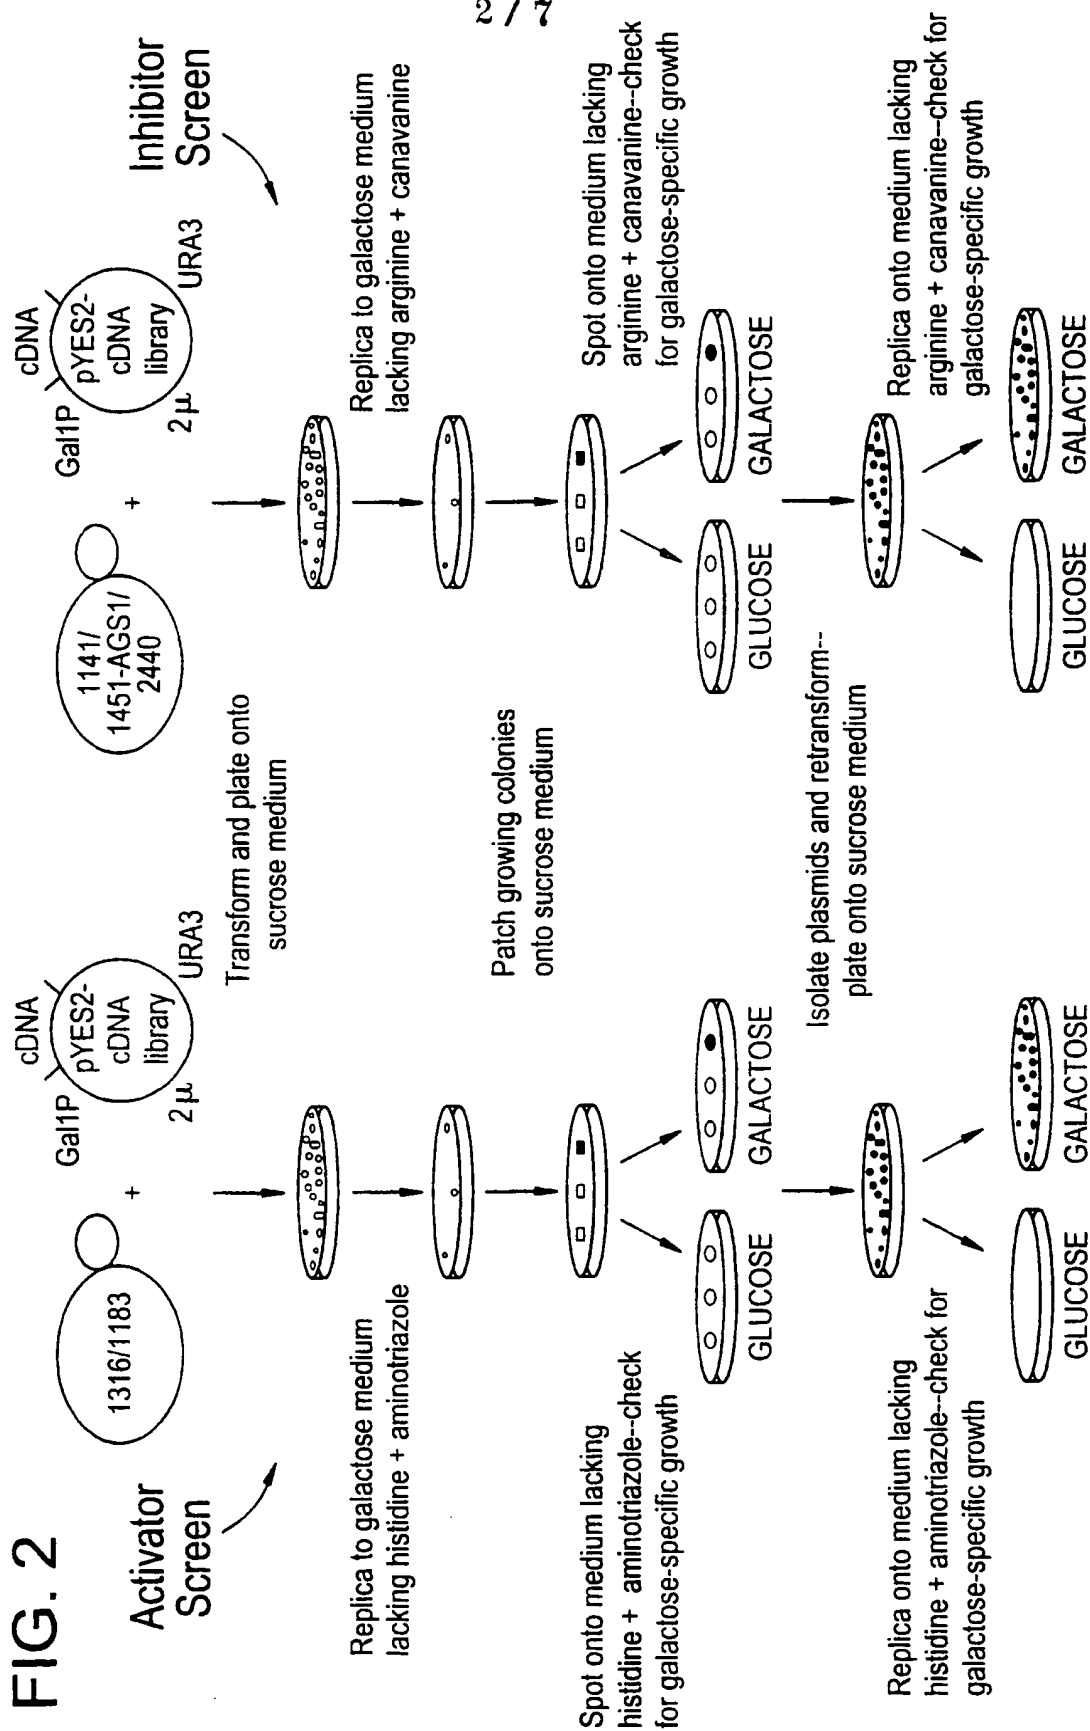 2 / 7
FIG. 2
Activator
Screen
1316/1183
+
Gal1P
cDNA
pYES2-
cDNA
library
2µ
URA3
Transform and plate onto
sucrose medium
1141/
1451-AGS1/
2440
+
Gal1P
cDNA
pYES2-
cDNA
library
2µ
URA3
Inhibitor
Screen
Replica to galactose medium
lacking histidine + aminotriazole
Replica to galactose medium
lacking arginine + canavanine
Patch growing colonies
onto sucrose medium
Spot onto medium lacking
histidine + aminotriazole--check
for galactose-specific growth
Spot onto medium lacking
arginine + canavanine--check
for galactose-specific growth
GLUCOSE
GALACTOSE
GLUCOSE
GALACTOSE
Isolate plasmids and retransform--
plate onto sucrose medium
Replica onto medium lacking
histidine + aminotriazole--check for
galactose-specific growth
Replica onto medium lacking
arginine + canavanine--check for
galactose-specific growth
GLUCOSE
GALACTOSE
GLUCOSE
GALACTOSE